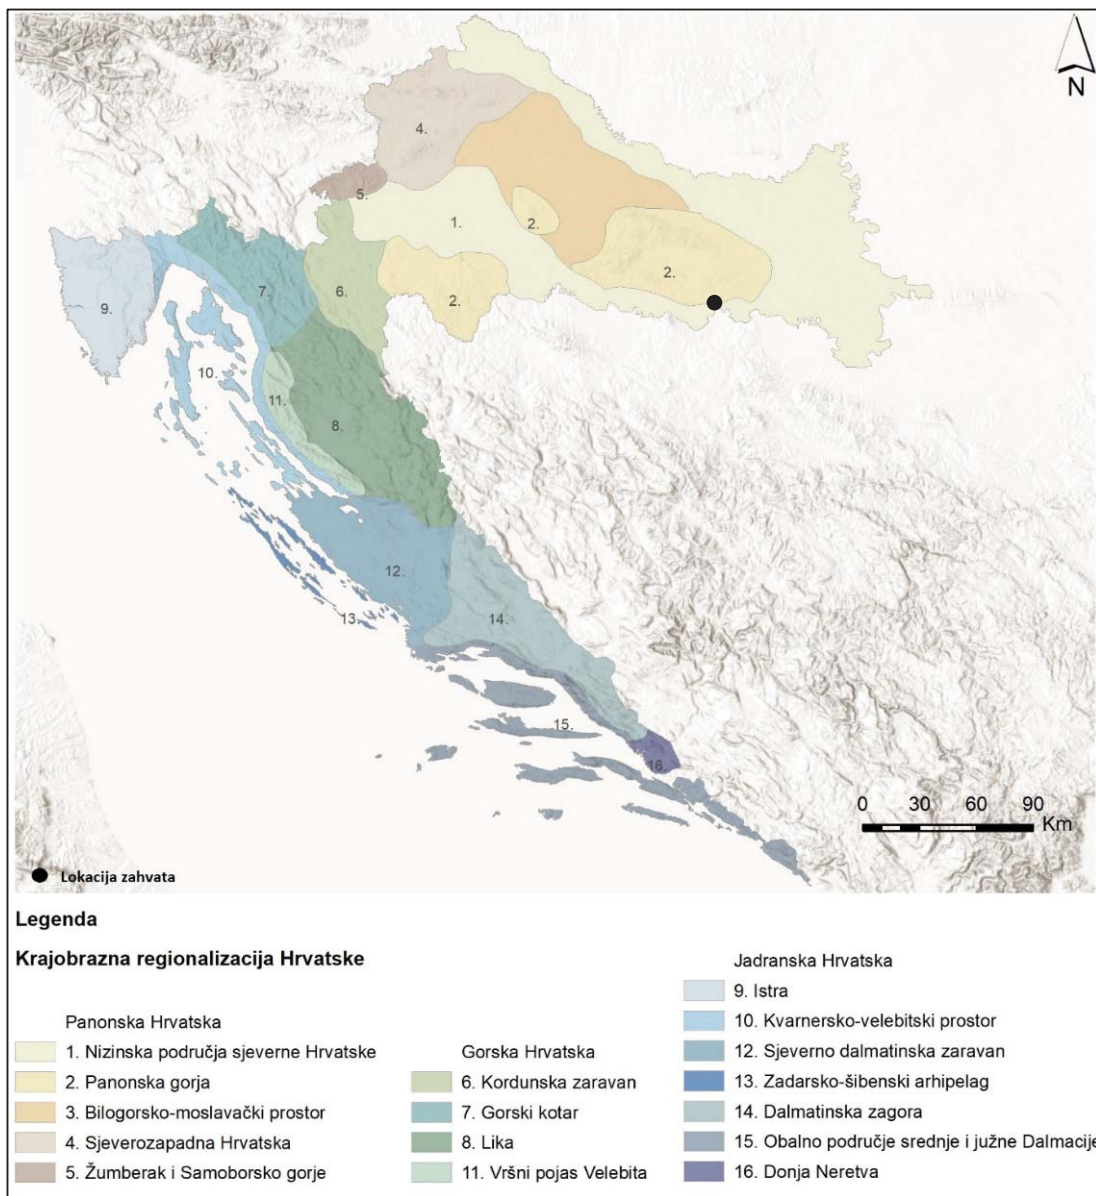 N
4.
5.
1.
2.
2.
9.
7.
6.
2.
10.
11.
8.
12.
13.
14.
15.
16.
0 30 60 90
Km
Lokacija zahvata
Legenda
Krajobrazna regionalizacija Hrvatske
Panonska Hrvatska
1. Nizinska područja sjeverne Hrvatske
2. Panonska gorja
3. Bilogorsko-moslavački prostor
4. Sjeverozapadna Hrvatska
5. Žumberak i Samoborsko gorje
Gorska Hrvatska
6. Kordunska zaravan
7. Gorski kotar
8. Lika
11. Vršni pojas Velebita
Jadranska Hrvatska
9. Istra
10. Kvarnersko-velebitski prostor
12. Sjeverno dalmatinska zaravan
13. Zadarsko-šibenski arhipelag
14. Dalmatinska zagora
15. Obalno područje srednje i južne Dalmacije
16. Donja Neretva